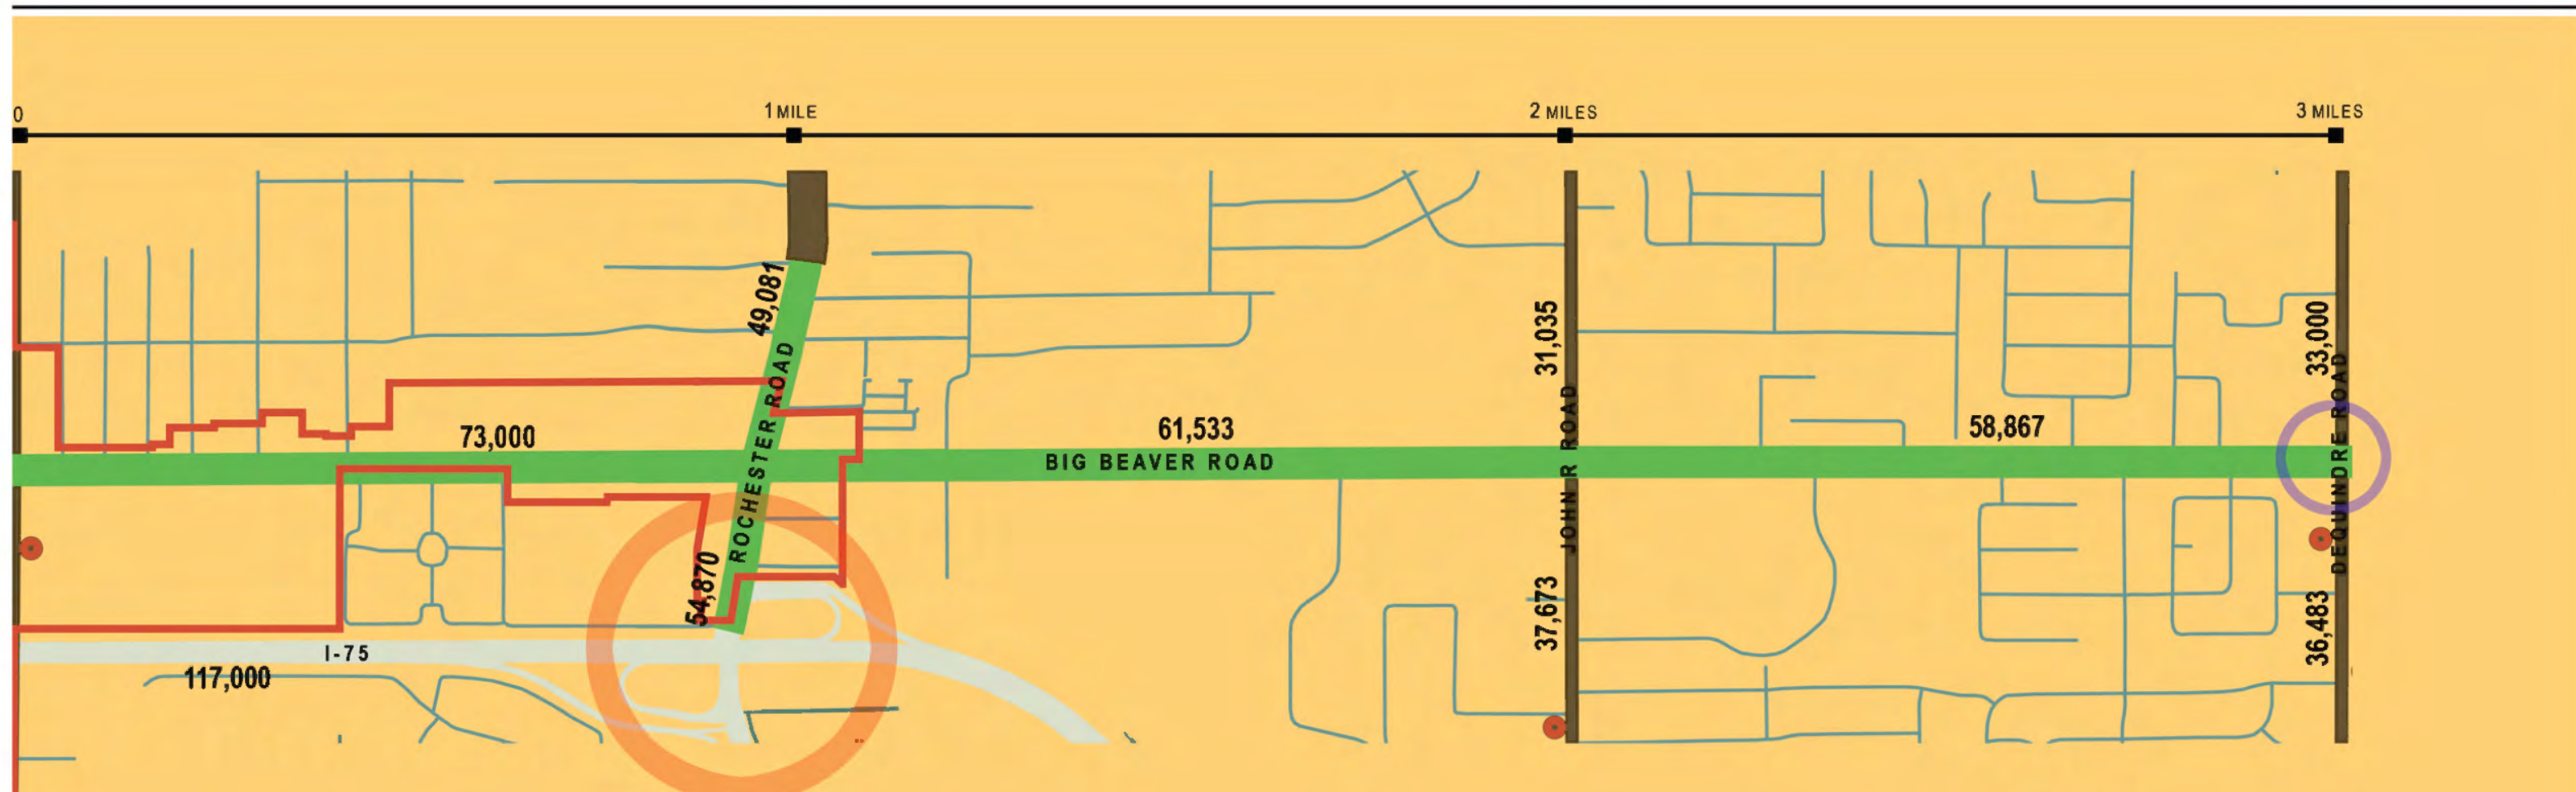 0
1 MILE
2 MILES
3 MILES
49,081
ROCHESTER ROAD
54,870
73,000
61,533
BIG BEAVER ROAD
31,035
JOHN R ROAD
37,673
58,867
33,000
DEQUINDRE ROAD
36,483
I-75
117,000